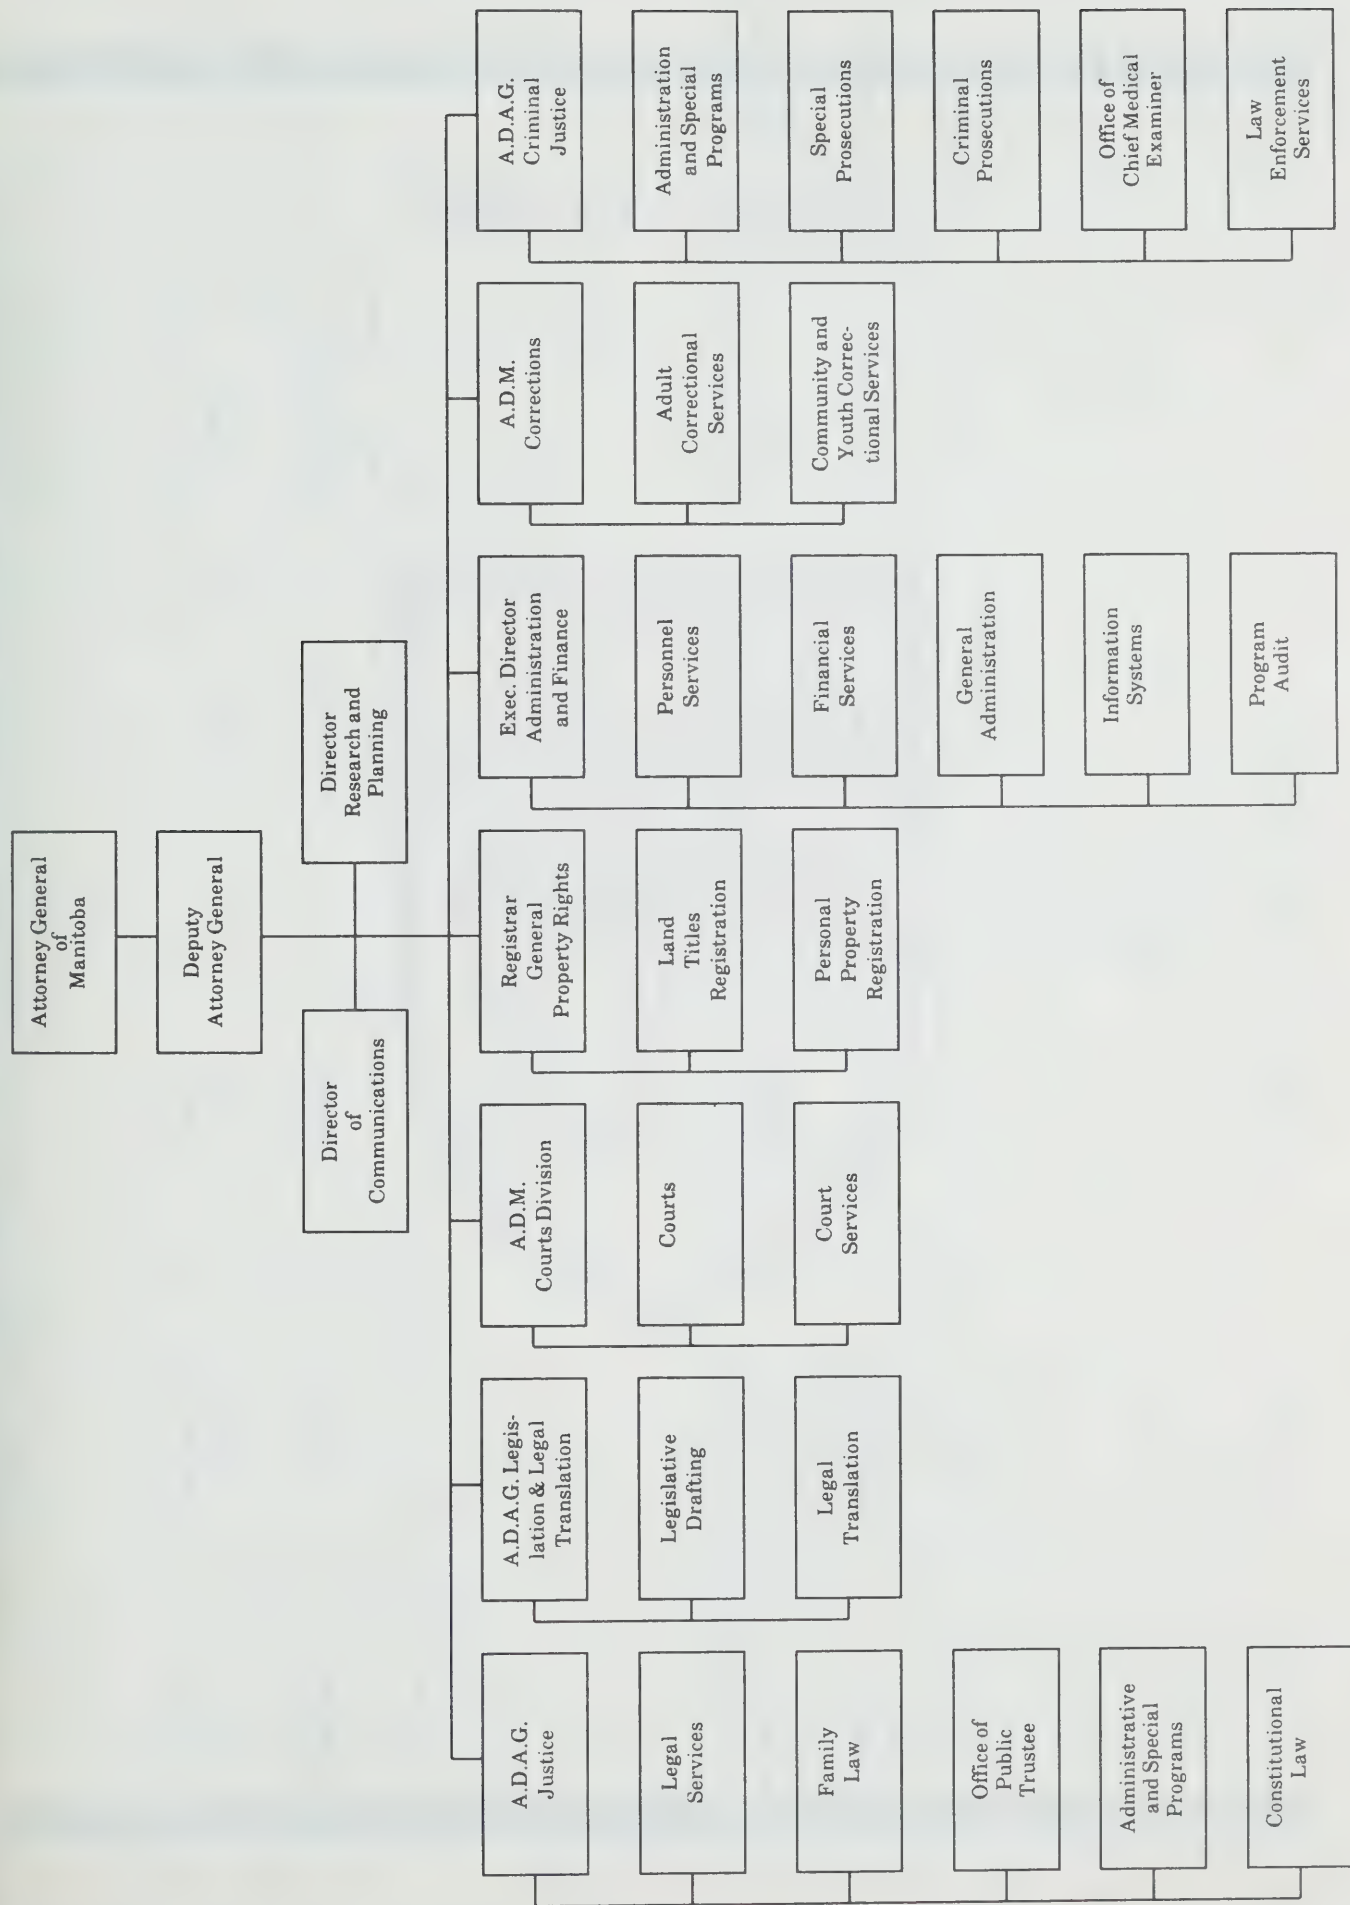 Attorney General
of
Manitoba
Deputy
Attorney General
Director
of
Communications
Director
Research and
Planning
A.D.A.G.
Justice
Legal
Services
Family
Law
Office of
Public
Trustee
Administrative
and Special
Programs
Constitutional
Law
A.D.A.G. Legis-
lation & Legal
Translation
Legislative
Drafting
Legal
Translation
A.D.M.
Courts Division
Courts
Court
Services
Registrar
General
Property Rights
Land
Titles
Registration
Personal
Property
Registration
Exec. Director
Administration
and Finance
Personnel
Services
Financial
Services
General
Administration
Information
Systems
Program
Audit
A.D.M.
Corrections
Adult
Correctional
Services
Community and
Youth Correc-
tional Services
A.D.A.G.
Criminal
Justice
Administration
and Special
Programs
Special
Prosecutions
Criminal
Prosecutions
Office of
Chief Medical
Examiner
Law
Enforcement
Services